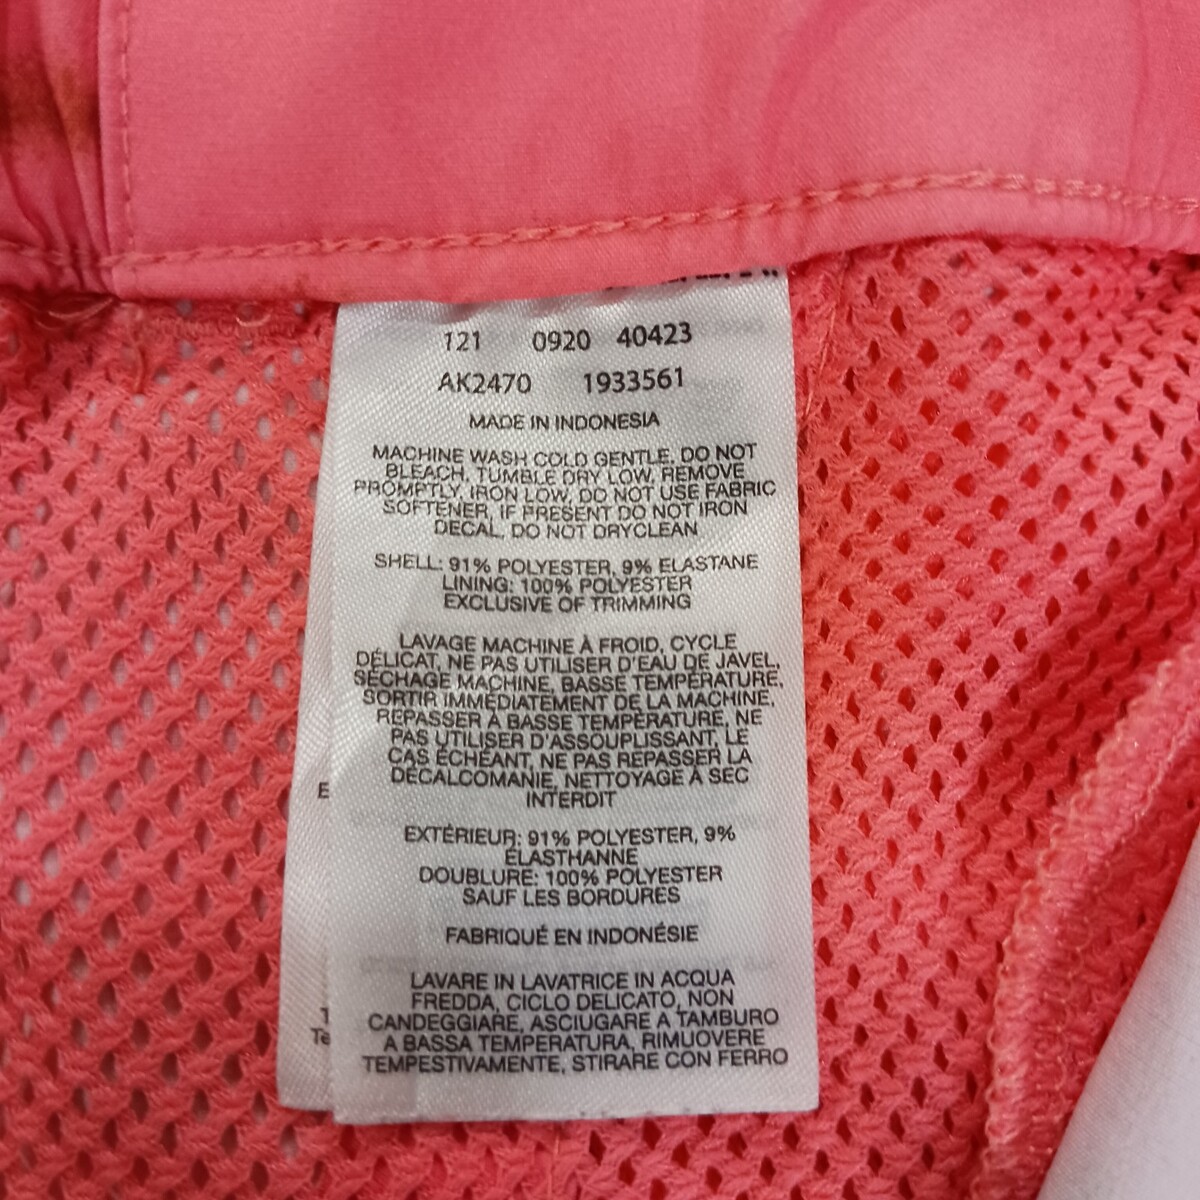 121 0920 40423
AK2470 1933561
MADE IN INDONESIA
MACHINE WASH COLD GENTLE, DO NOT
BLEACH, TUMBLE DRY LOW, REMOVE
PROMPTLY, IRON LOW, DO NOT USE FABRIC
SOFTENER, IF PRESENT DO NOT IRON
DECAL, DO NOT DRYCLEAN
SHELL: 91% POLYESTER, 9% ELASTANE
LINING: 100% POLYESTER
EXCLUSIVE OF TRIMMING
LAVAGE MACHINE À FROID, CYCLE
DÉLICAT, NE PAS UTILISER D'EAU DE JAVEL,
SÉCHAGE MACHINE, BASSE TEMPÉRATURE,
SORTIR IMMÉDIATEMENT DE LA MACHINE,
REPASSER À BASSE TEMPÉRATURE, NE
PAS UTILISER D'ASSOUPLISSANT, LE
CAS ÉCHÉANT, NE PAS REPASSER LA
DÉCALCOMANIE, NETTOYAGE À SEC
INTERDIT
EXTÉRIEUR: 91% POLYESTER, 9%
ÉLASTHANNE
DOUBLURE: 100% POLYESTER
SAUF LES BORDURES
FABRIQUÉ EN INDONÉSIE
LAVARE IN LAVATRICE IN ACQUA
FREDDA, CICLO DELICATO, NON
CANDEGGIARE, ASCIUGARE A TAMBURO
A BASSA TEMPERATURA, RIMUOVERE
TEMPESTIVAMENTE, STIRARE CON FERRO